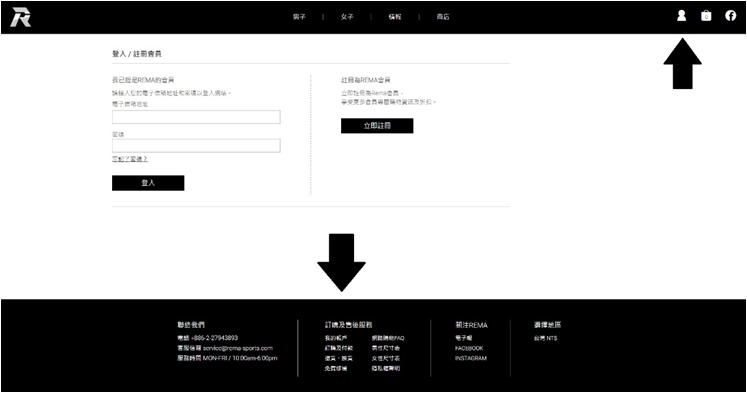 男子 | 女子 | 情報 | 商店
0
登入 / 註冊會員
我已經是REMA的會員
請輸入您的電子信箱地址和密碼以登入網站。
電子信箱地址
密碼
忘記了密碼？
登入
註冊為REMA會員
立即註冊為Rema會員，
享受更多會員專屬購物資訊及折扣。
立即註冊
聯絡我們
電話 +886-2-27943893
客服信箱 service@rema-sports.com
服務時間 MON-FRI / 10:00am-6:00pm
訂購及售後服務
我的帳戶
訂購及付款
退貨、換貨
免費修補
網路購物FAQ
男性尺寸表
女性尺寸表
隱私權聲明
關注REMA
電子報
FACEBOOK
INSTAGRAM
選擇地區
台灣 NT$